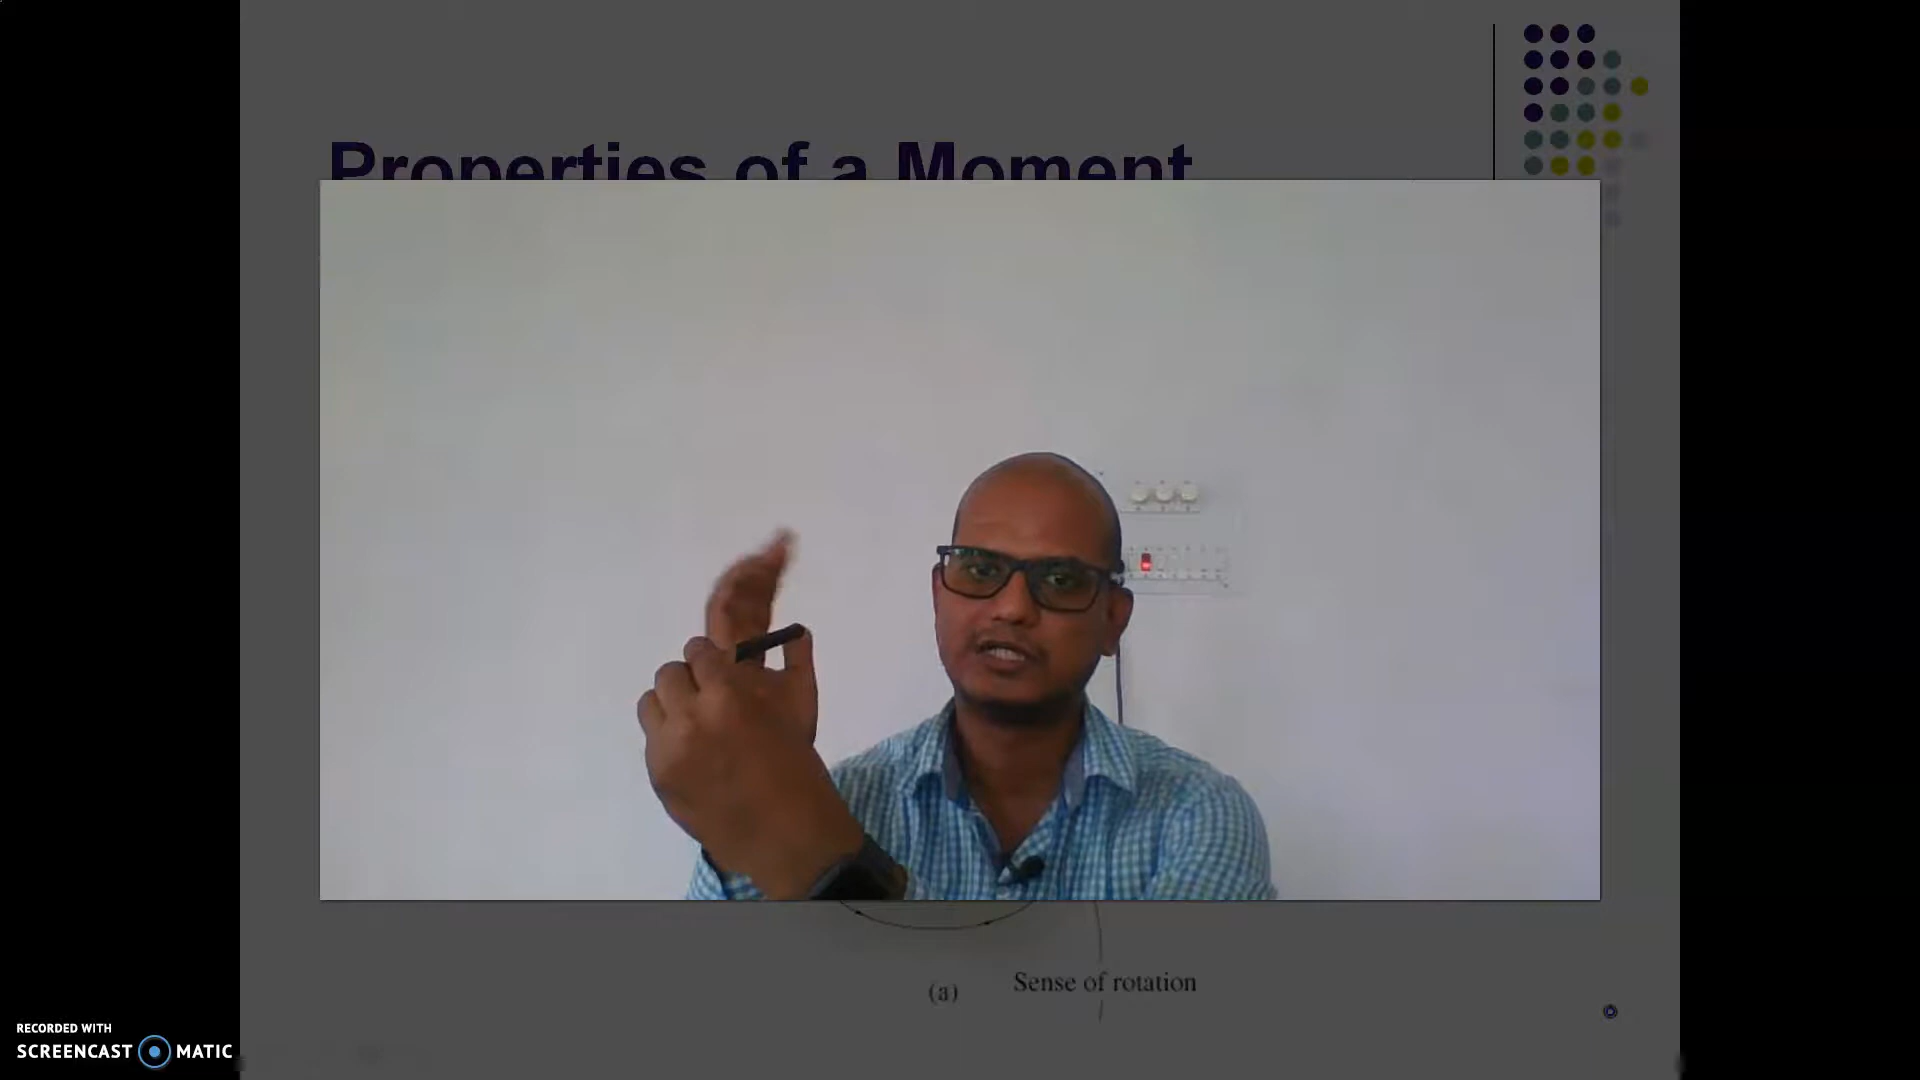 Properties of a Moment
(a) Sense of rotation
RECORDED WITH
SCREENCAST MATIC